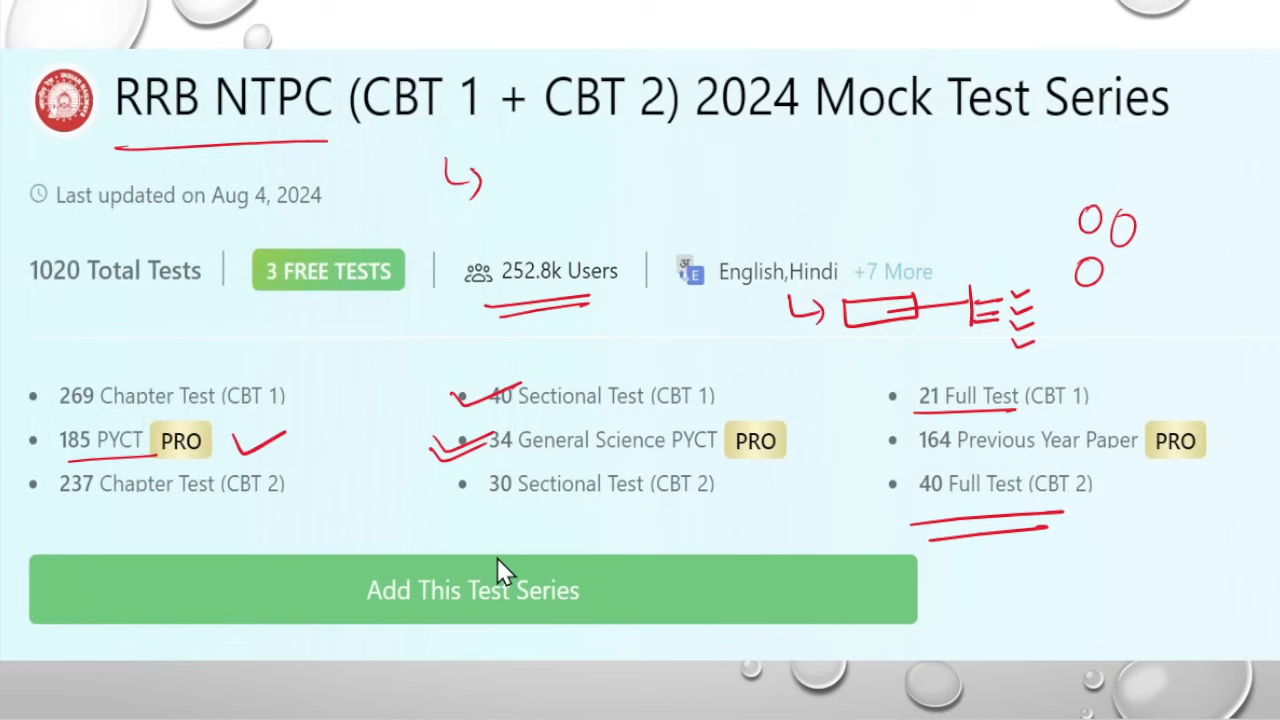 RRB NTPC (CBT 1 + CBT 2) 2024 Mock Test Series
Last updated on Aug 4, 2024
1020 Total Tests 3 FREE TESTS 252.8k Users English,Hindi +7 More
269 Chapter Test (CBT 1) 40 Sectional Test (CBT 1) 21 Full Test (CBT 1)
185 PYCT PRO 34 General Science PYCT PRO 164 Previous Year Paper PRO
237 Chapter Test (CBT 2) 30 Sectional Test (CBT 2) 40 Full Test (CBT 2)
Add This Test Series